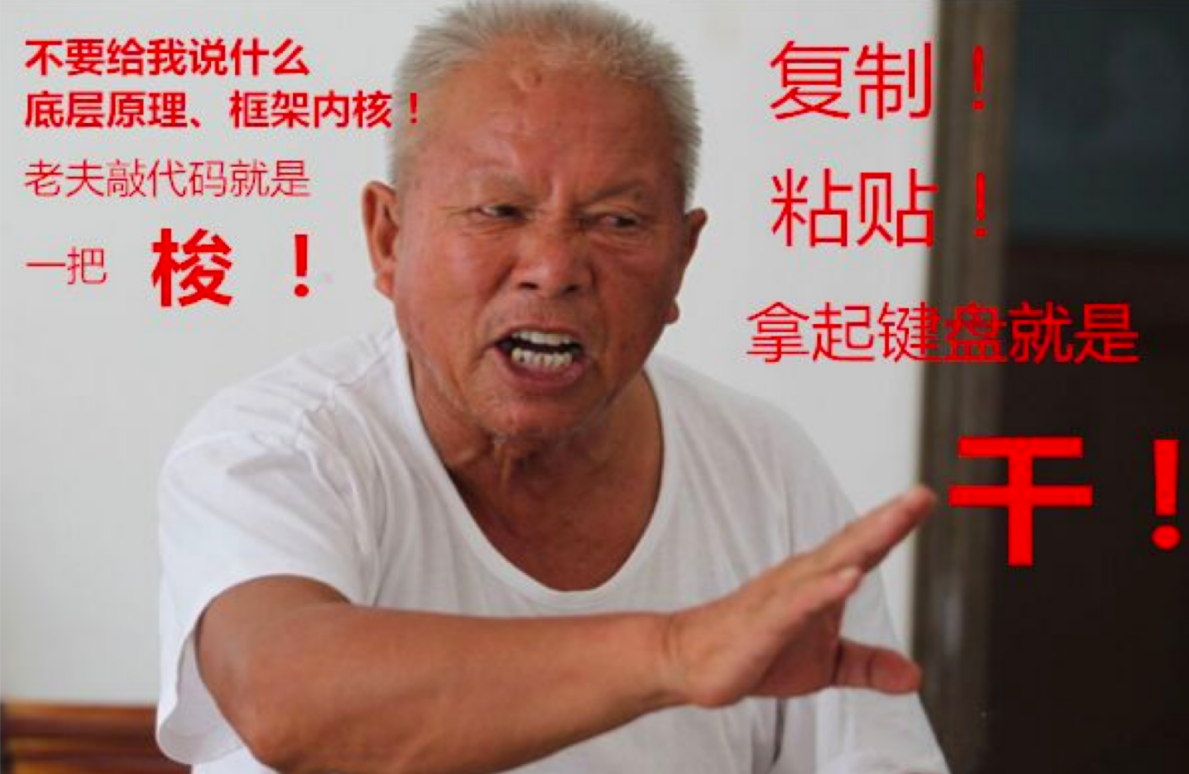 不要给我说什么
底层原理、框架内核！
老夫敲代码就是
一把 梭！
复制！
粘贴！
拿起键盘就是
干！